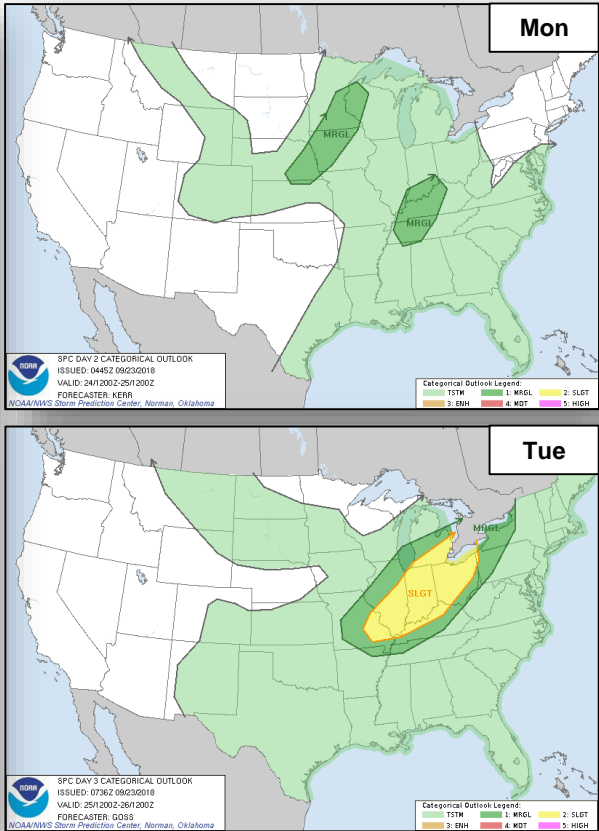 Mon
MRGL
MRGL
NOAA
SPC DAY 2 CATEGORICAL OUTLOOK
ISSUED: 0445Z 09/23/2018
VALID: 24/1200Z-25/1200Z
FORECASTER: KERR
NOAA/NWS Storm Prediction Center, Norman, Oklahoma
Categorical Outlook Legend:
TSTM 1: MRGL 2: SLGT
3: ENH 4: MDT 5: HIGH
Tue
MRGL
SLGT
NOAA
SPC DAY 3 CATEGORICAL OUTLOOK
ISSUED: 0736Z 09/23/2018
VALID: 25/1200Z-26/1200Z
FORECASTER: GOSS
NOAA/NWS Storm Prediction Center, Norman, Oklahoma
Categorical Outlook Legend:
TSTM 1: MRGL 2: SLGT
3: ENH 4: MDT 5: HIGH